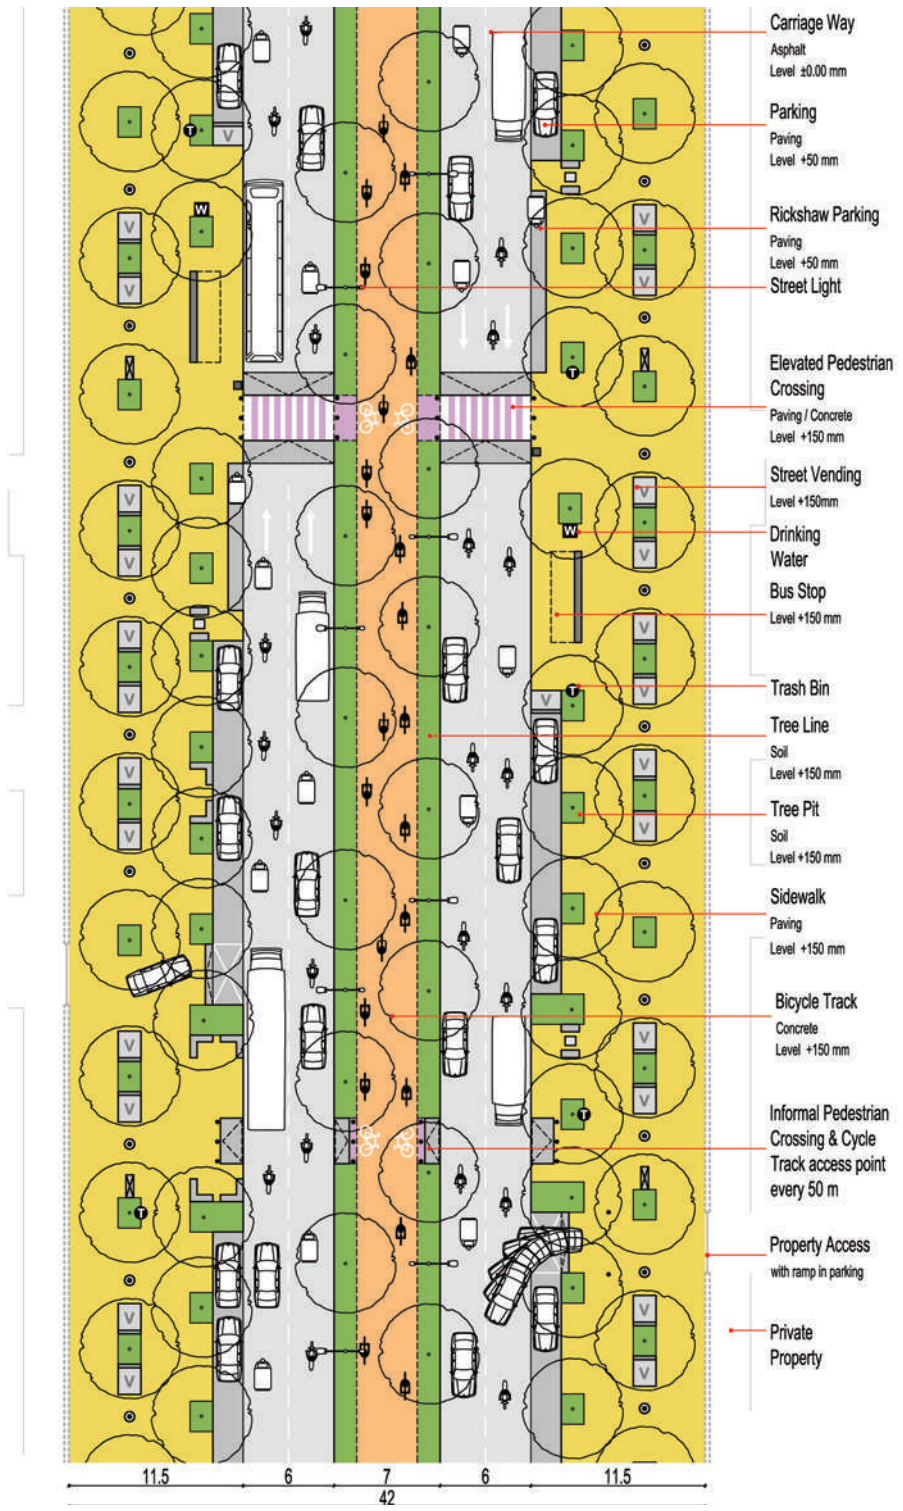 Carriage Way
Asphalt
Level ±0.00 mm
Parking
Paving
Level +50 mm
Rickshaw Parking
Paving
Level +50 mm
Street Light
Elevated Pedestrian
Crossing
Paving / Concrete
Level +150 mm
Street Vending
Level +150mm
Drinking
Water
Bus Stop
Level +150 mm
Trash Bin
Tree Line
Soil
Level +150 mm
Tree Pit
Soil
Level +150 mm
Sidewalk
Paving
Level +150 mm
Bicycle Track
Concrete
Level +150 mm
Informal Pedestrian
Crossing & Cycle
Track access point
every 50 m
Property Access
with ramp in parking
Private
Property
T
V
W
V
V
T
V
V
W
V
V
V
V
T
V
V
V
V
V
V
V
V
V
V
T
T
V
V
V
V
11.5 6 7 6 11.5
42